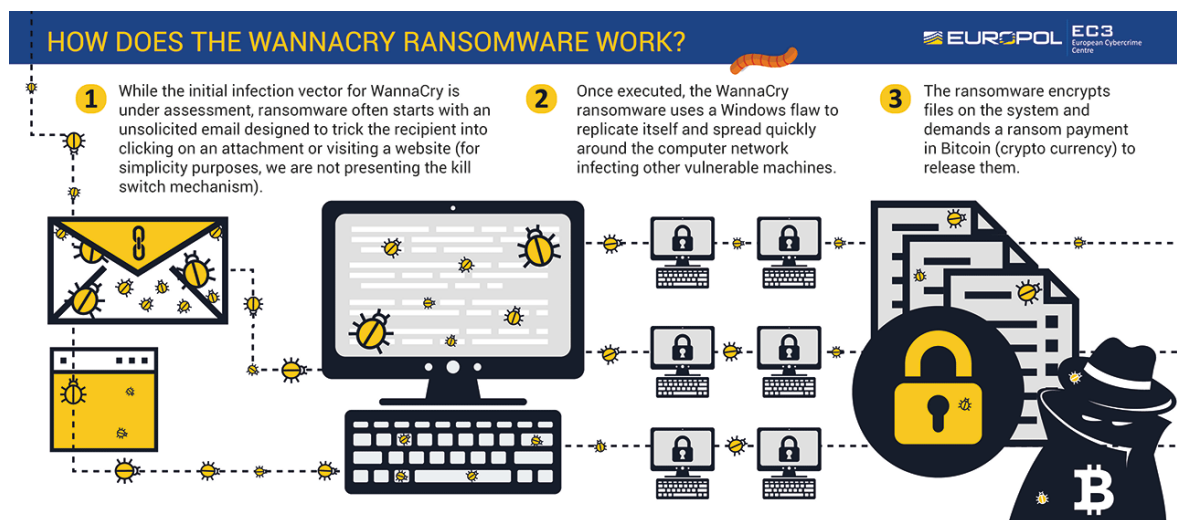 HOW DOES THE WANNACRY RANSOMWARE WORK?
EUROPOL
EC3
European Cybercrime
Centre
1
While the initial infection vector for WannaCry is
under assessment, ransomware often starts with an
unsolicited email designed to trick the recipient into
clicking on an attachment or visiting a website (for
simplicity purposes, we are not presenting the kill
switch mechanism).
2
Once executed, the WannaCry
ransomware uses a Windows flaw to
replicate itself and spread quickly
around the computer network
infecting other vulnerable machines.
3
The ransomware encrypts
files on the system and
demands a ransom payment
in Bitcoin (crypto currency) to
release them.